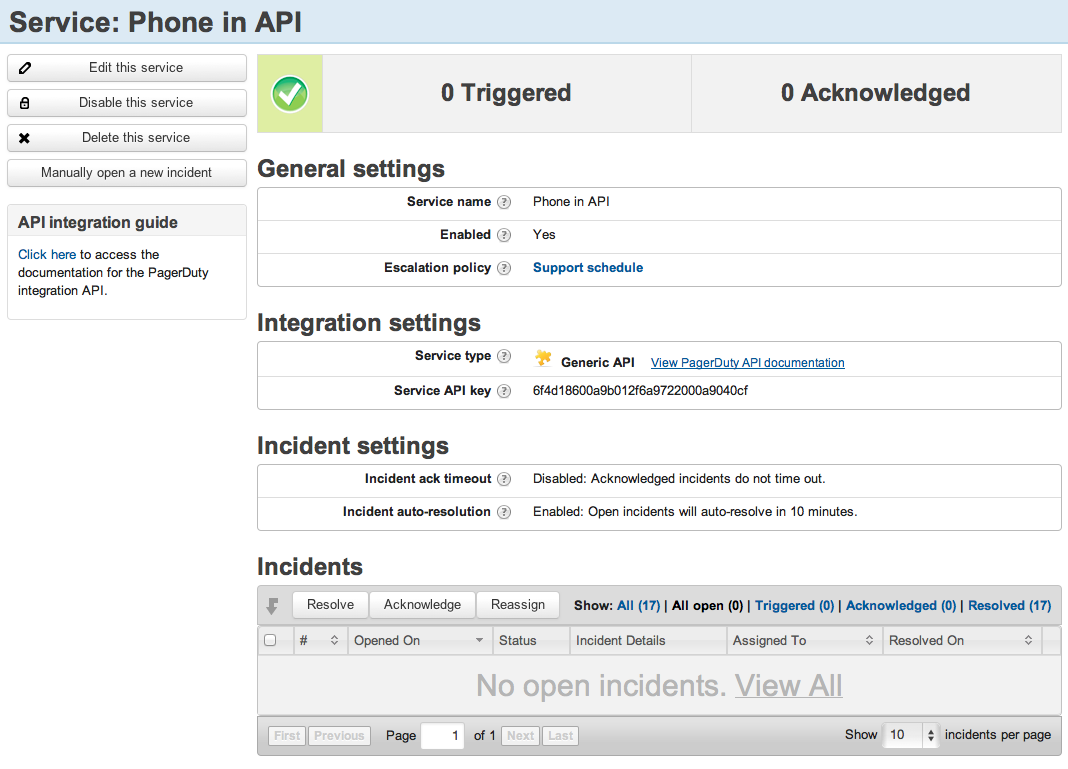 Service: Phone in API
Edit this service
Disable this service
Delete this service
Manually open a new incident
API integration guide
Click here to access the
documentation for the PagerDuty
integration API.
0 Triggered
0 Acknowledged
General settings
Service name ? Phone in API
Enabled ? Yes
Escalation policy ? Support schedule
Integration settings
Service type ? Generic API View PagerDuty API documentation
Service API key ? 6f4d18600a9b012f6a9722000a9040cf
Incident settings
Incident ack timeout ? Disabled: Acknowledged incidents do not time out.
Incident auto-resolution ? Enabled: Open incidents will auto-resolve in 10 minutes.
Incidents
Resolve Acknowledge Reassign Show: All (17) | All open (0) | Triggered (0) | Acknowledged (0) | Resolved (17)
# Opened On Status Incident Details Assigned To Resolved On
No open incidents. View All
First Previous Page 1 of 1 Next Last Show 10 incidents per page